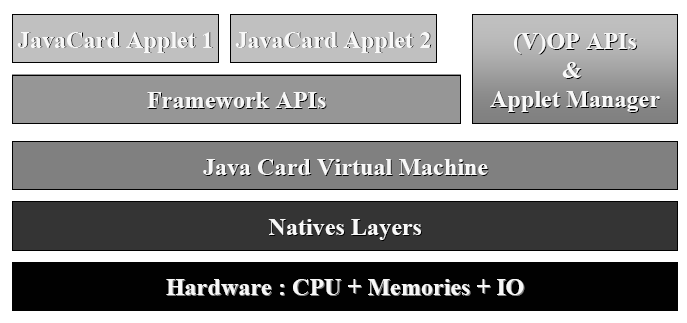 JavaCard Applet 1
JavaCard Applet 2
(V)OP APIs
&
Applet Manager
Framework APIs
Java Card Virtual Machine
Natives Layers
Hardware : CPU + Memories + IO